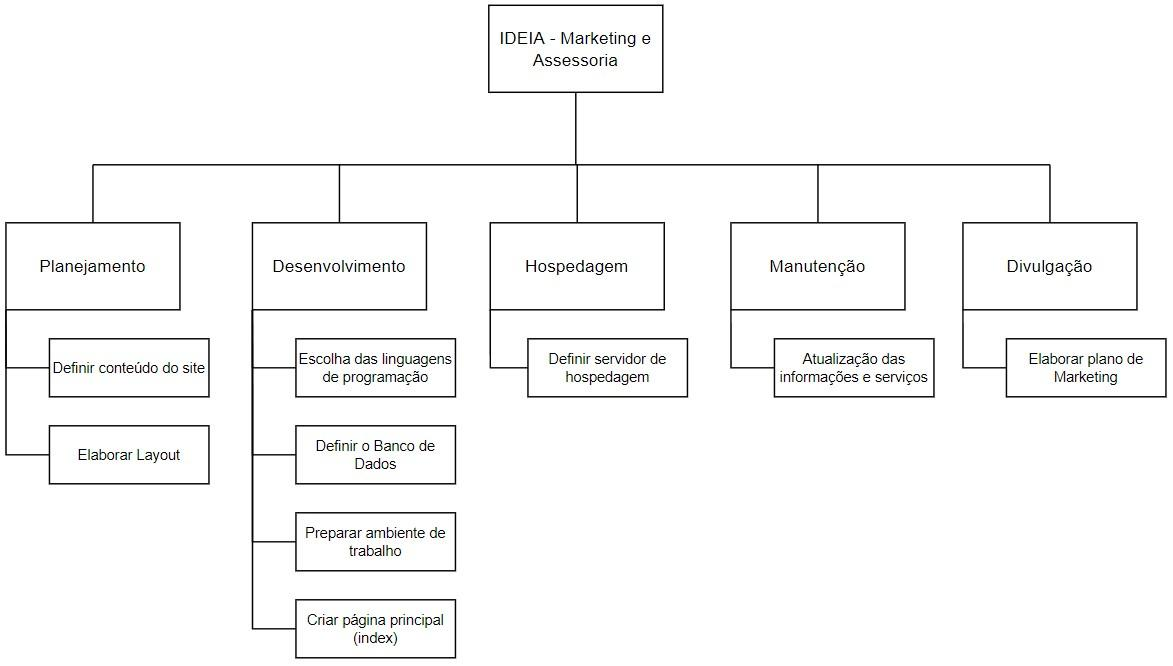 IDEIA - Marketing e
Assessoria
Planejamento
Desenvolvimento
Hospedagem
Manutenção
Divulgação
Definir conteúdo do site
Elaborar Layout
Escolha das linguagens
de programação
Definir o Banco de
Dados
Preparar ambiente de
trabalho
Criar página principal
(index)
Definir servidor de
hospedagem
Atualização das
informações e serviços
Elaborar plano de
Marketing